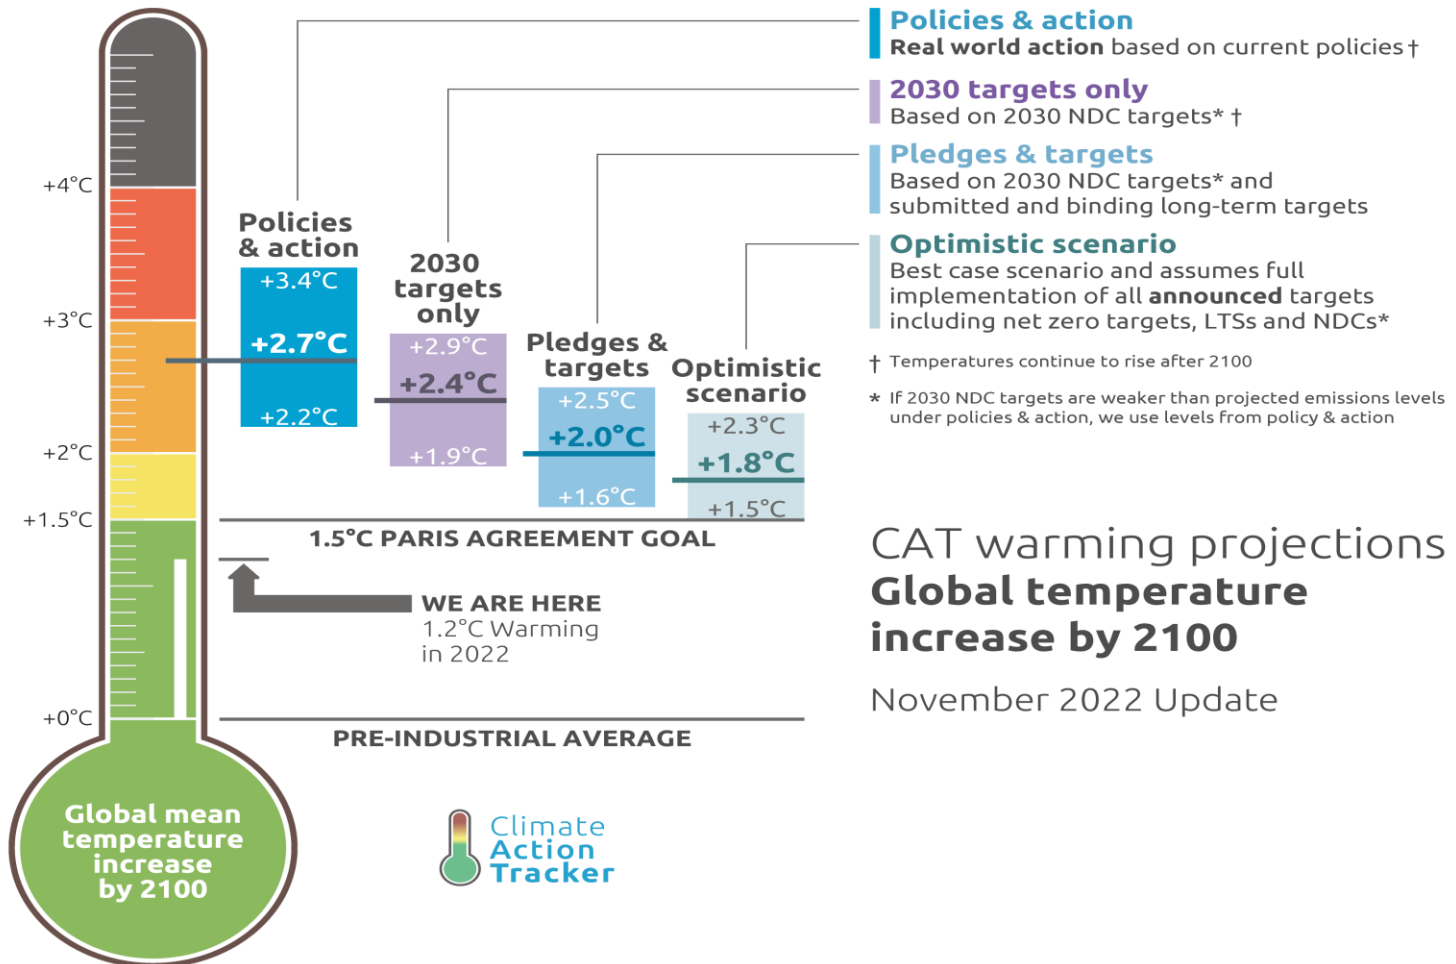 Policies & action
Real world action based on current policies †
2030 targets only
Based on 2030 NDC targets* †
Pledges & targets
Based on 2030 NDC targets* and
submitted and binding long-term targets
Optimistic scenario
Best case scenario and assumes full
implementation of all announced targets
including net zero targets, LTSs and NDCs*
† Temperatures continue to rise after 2100
* If 2030 NDC targets are weaker than projected emissions levels
under policies & action, we use levels from policy & action
+4°C
+3°C
+2°C
+1.5°C
+0°C
Policies
& action
+3.4°C
+2.7°C
+2.2°C
2030
targets
only
+2.9°C
+2.4°C
+1.9°C
Pledges &
targets
+2.5°C
+2.0°C
+1.6°C
Optimistic
scenario
+2.3°C
+1.8°C
+1.5°C
1.5°C PARIS AGREEMENT GOAL
WE ARE HERE
1.2°C Warming
in 2022
PRE-INDUSTRIAL AVERAGE
CAT warming projections
Global temperature
increase by 2100
November 2022 Update
Global mean
temperature
increase
by 2100
Climate
Action
Tracker